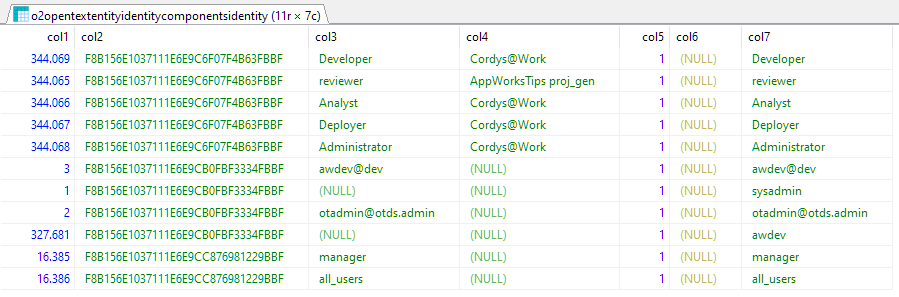 o2opentextentityidentitycomponentsidentity (11r × 7c)
col1 col2 col3 col4 col5 col6 col7
344.069 F8B156E1037111E6E9C6F07F4B63FBBF Developer Cordys@Work 1 (NULL) Developer
344.065 F8B156E1037111E6E9C6F07F4B63FBBF reviewer AppWorksTips proj_gen 1 (NULL) reviewer
344.066 F8B156E1037111E6E9C6F07F4B63FBBF Analyst Cordys@Work 1 (NULL) Analyst
344.067 F8B156E1037111E6E9C6F07F4B63FBBF Deployer Cordys@Work 1 (NULL) Deployer
344.068 F8B156E1037111E6E9C6F07F4B63FBBF Administrator Cordys@Work 1 (NULL) Administrator
3 F8B156E1037111E6E9CB0FBF3334FBBF awdev@dev (NULL) 1 (NULL) awdev@dev
1 F8B156E1037111E6E9CB0FBF3334FBBF (NULL) (NULL) 1 (NULL) sysadmin
2 F8B156E1037111E6E9CB0FBF3334FBBF otadmin@otds.admin (NULL) 1 (NULL) otadmin@otds.admin
327.681 F8B156E1037111E6E9CB0FBF3334FBBF (NULL) (NULL) 1 (NULL) awdev
16.385 F8B156E1037111E6E9CC876981229BBF manager (NULL) 1 (NULL) manager
16.386 F8B156E1037111E6E9CC876981229BBF all_users (NULL) 1 (NULL) all_users